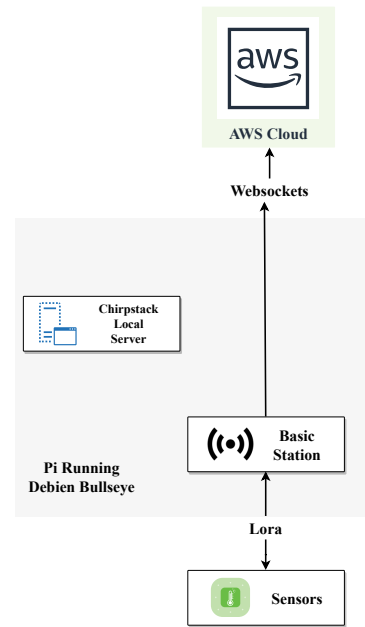 aws
AWS Cloud
Websockets
Chirpstack
Local
Server
Basic
Station
Pi Running
Debien Bullseye
Lora
Sensors